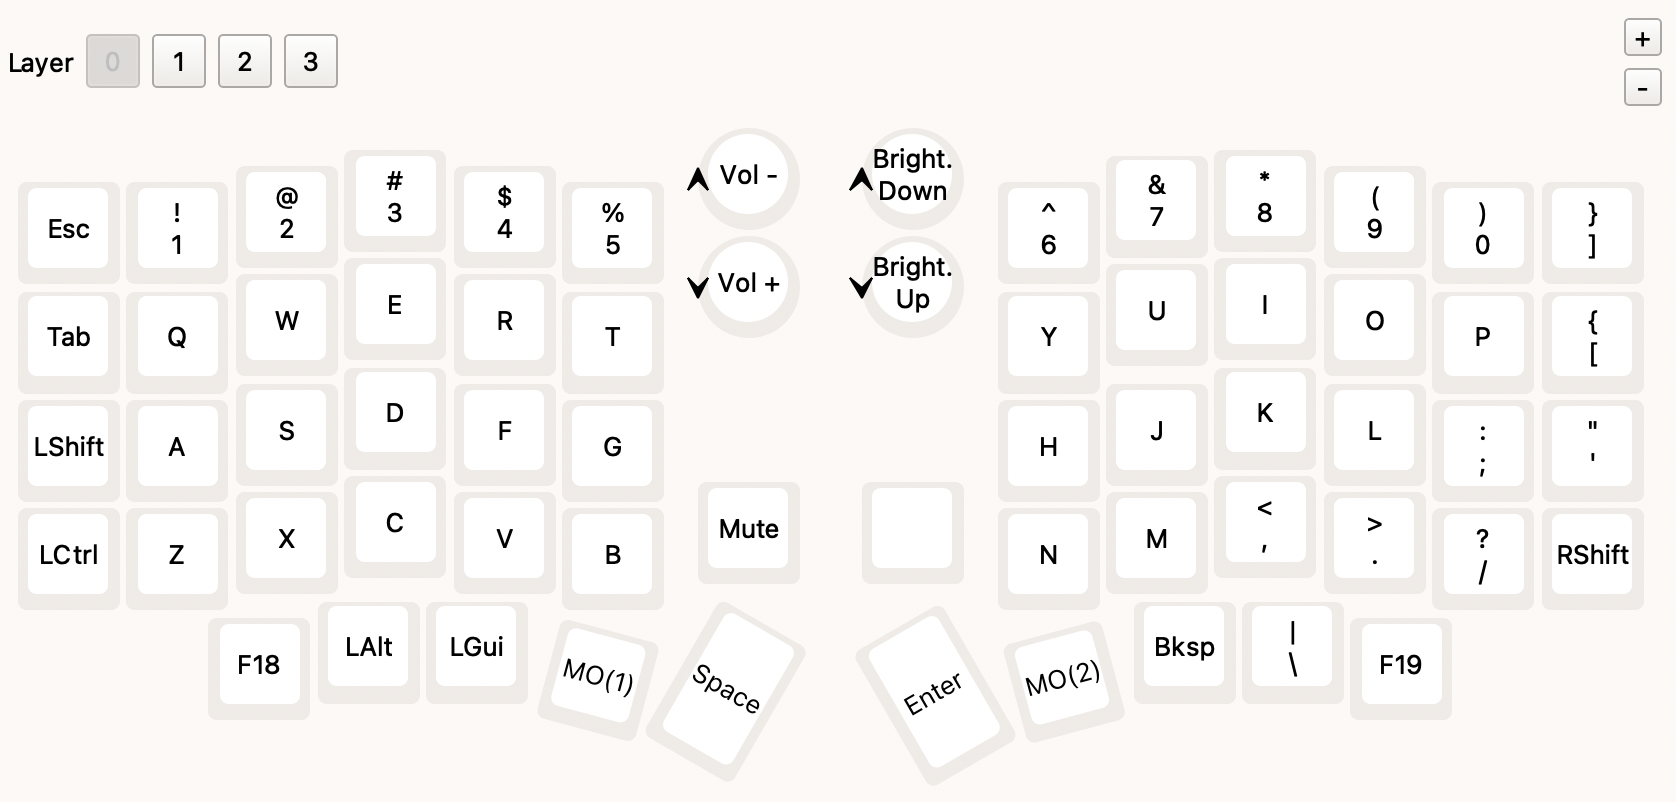 Layer 0 1 2 3
+
-
Esc
!
1
@
2
#
3
$
4
%
5
Vol -
Bright.
Down
^
6
&
7
*
8
(
9
)
0
}
]
Tab
Q
W
E
R
T
Vol +
Bright.
Up
Y
U
I
O
P
{
[
LShift
A
S
D
F
G
H
J
K
L
:
;
"
'
LCtrl
Z
X
C
V
B
Mute
N
M
<
,
>
.
?
/
RShift
F18
LAlt
LGui
MO(1)
Space
Enter
MO(2)
Bksp
|
\
F19